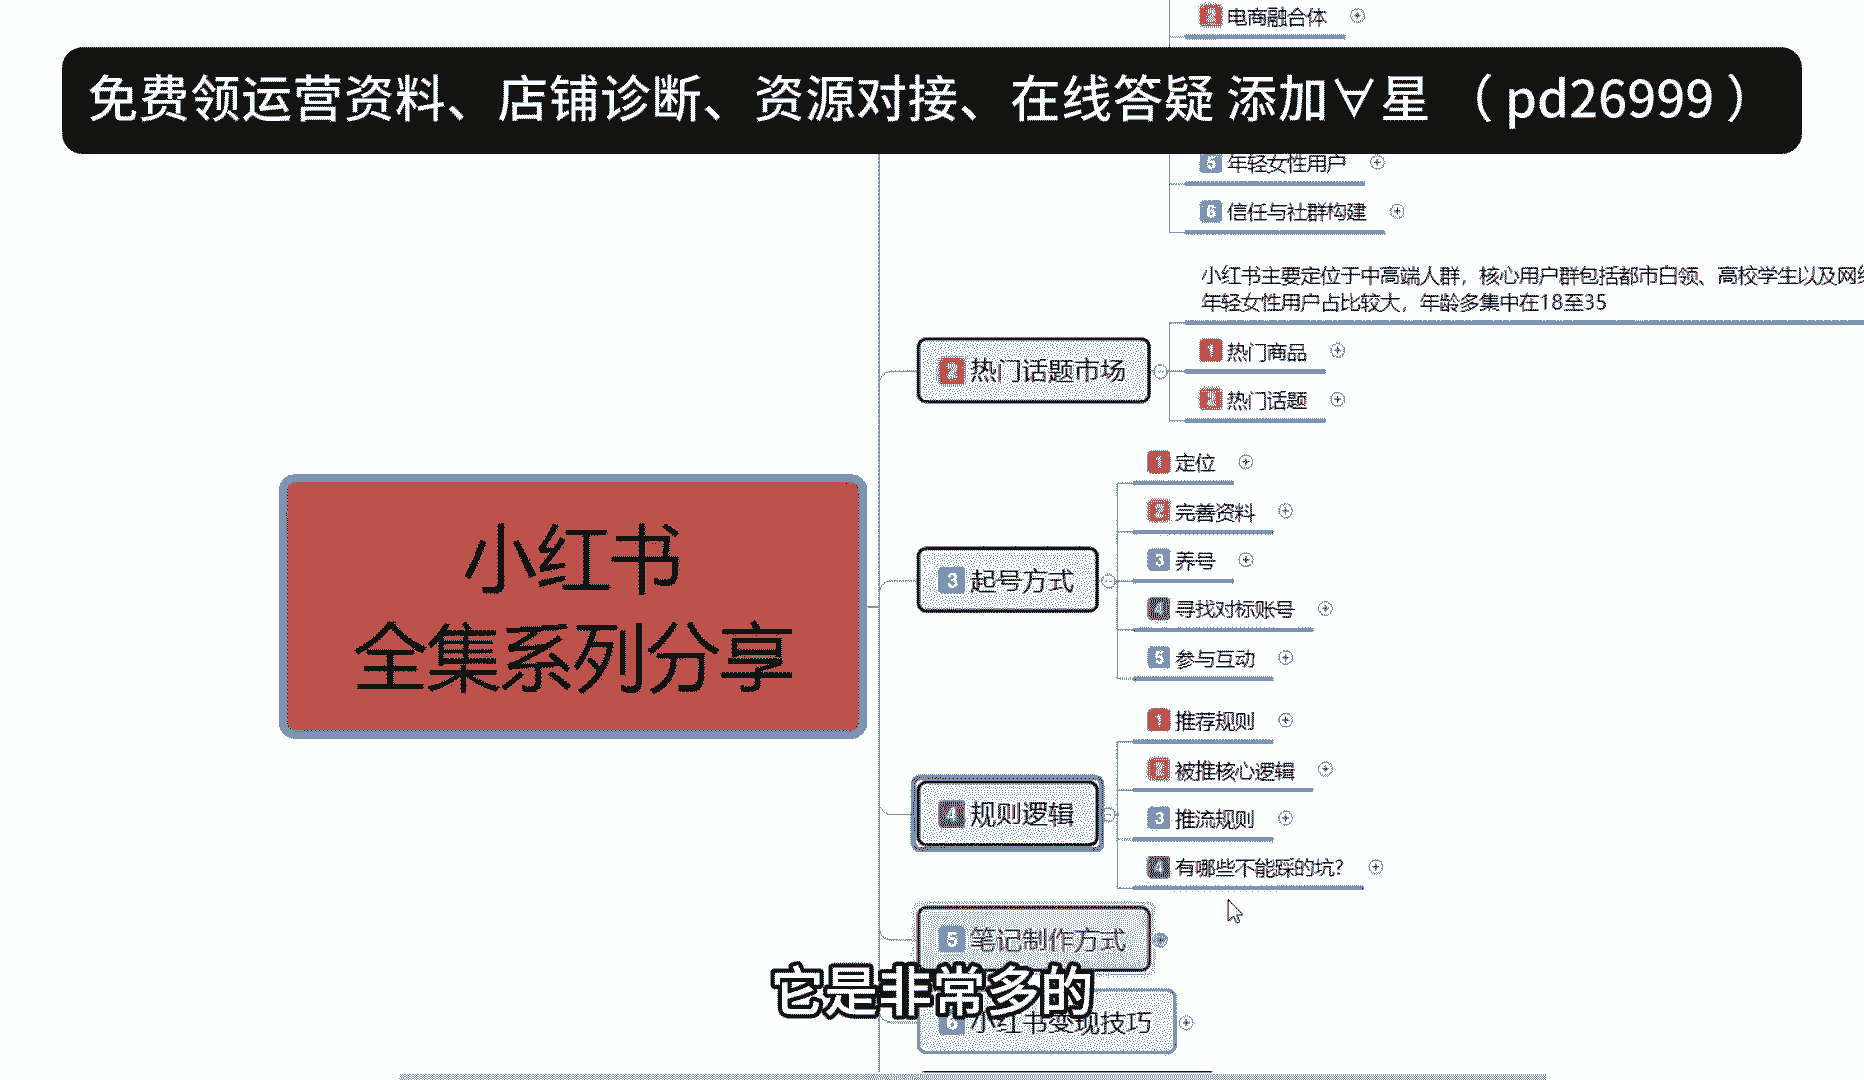 2 电商融合体
免费领运营资料、店铺诊断、资源对接、在线答疑 添加∀星 （pd26999）
5 年轻女性用户
6 信任与社群构建
小红书主要定位于中高端人群，核心用户群包括都市白领、高校学生以及网
年轻女性用户占比较大，年龄多集中在18至35
2 热门话题市场
1 热门商品
2 热门话题
1 定位
2 完善资料
3 起号方式
3 养号
4 寻找对标账号
5 参与互动
小红书
全集系列分享
1 推荐规则
2 被推核心逻辑
4 规则逻辑
3 推流规则
4 有哪些不能踩的坑?
5 笔记制作方式
它是非常多的
6 小红书变现技巧